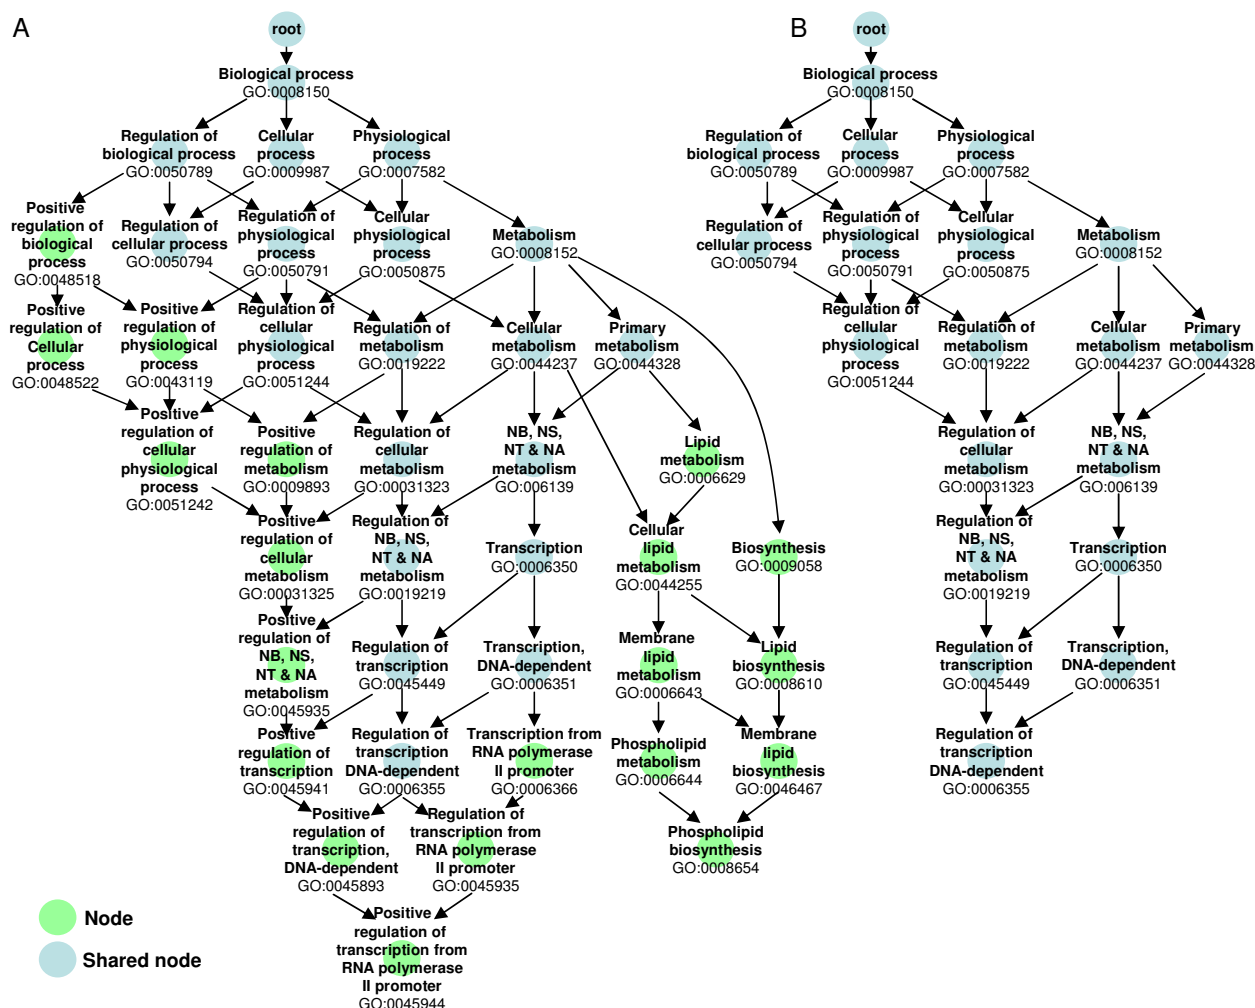 A
root
Biological process
GO:0008150
Regulation of
biological process
GO:0050789
Cellular
process
GO:0009987
Physiological
process
GO:0007582
Positive
regulation of
biological
process
GO:0048518
Regulation of
cellular process
GO:0050794
Regulation of
physiological
process
GO:0050791
Cellular
physiological
process
GO:0050875
Metabolism
GO:0008152
Positive
regulation of
Cellular
process
GO:0048522
Positive
regulation of
physiological
process
GO:0043119
Regulation of
cellular
physiological
process
GO:0051244
Regulation of
metabolism
GO:0019222
Cellular
metabolism
GO:0044237
Primary
metabolism
GO:0044328
Positive
regulation of
cellular
physiological
process
GO:0051242
Positive
regulation of
metabolism
GO:0009893
Regulation of
cellular
metabolism
GO:00031323
NB, NS,
NT & NA
metabolism
GO:006139
Lipid
metabolism
GO:0006629
Positive
regulation of
cellular
metabolism
GO:00031325
Regulation of
NB, NS,
NT & NA
metabolism
GO:0019219
Transcription
GO:0006350
Cellular
lipid
metabolism
GO:0044255
Biosynthesis
GO:0009058
Positive
regulation of
NB, NS,
NT & NA
metabolism
GO:0045935
Regulation of
transcription
GO:0045449
Transcription,
DNA-dependent
GO:0006351
Membrane
lipid
metabolism
GO:0006643
Lipid
biosynthesis
GO:0008610
Positive
regulation of
transcription
GO:0045941
Regulation of
transcription
DNA-dependent
GO:0006355
Transcription from
RNA polymerase
II promoter
GO:0006366
Phospholipid
metabolism
GO:0006644
Membrane
lipid
biosynthesis
GO:0046467
Positive
regulation of
transcription,
DNA-dependent
GO:0045893
Regulation of
transcription from
RNA polymerase
II promoter
GO:0045935
Phospholipid
biosynthesis
GO:0008654
Positive
regulation of
transcription from
RNA polymerase
II promoter
GO:0045944
Node
Shared node
B
root
Biological process
GO:0008150
Regulation of
biological process
GO:0050789
Cellular
process
GO:0009987
Physiological
process
GO:0007582
Regulation of
cellular process
GO:0050794
Regulation of
physiological
process
GO:0050791
Cellular
physiological
process
GO:0050875
Metabolism
GO:0008152
Regulation of
cellular
physiological
process
GO:0051244
Regulation of
metabolism
GO:0019222
Cellular
metabolism
GO:0044237
Primary
metabolism
GO:0044328
Regulation of
cellular
metabolism
GO:00031323
NB, NS,
NT & NA
metabolism
GO:006139
Regulation of
NB, NS,
NT & NA
metabolism
GO:0019219
Transcription
GO:0006350
Regulation of
transcription
GO:0045449
Transcription,
DNA-dependent
GO:0006351
Regulation of
transcription
DNA-dependent
GO:0006355